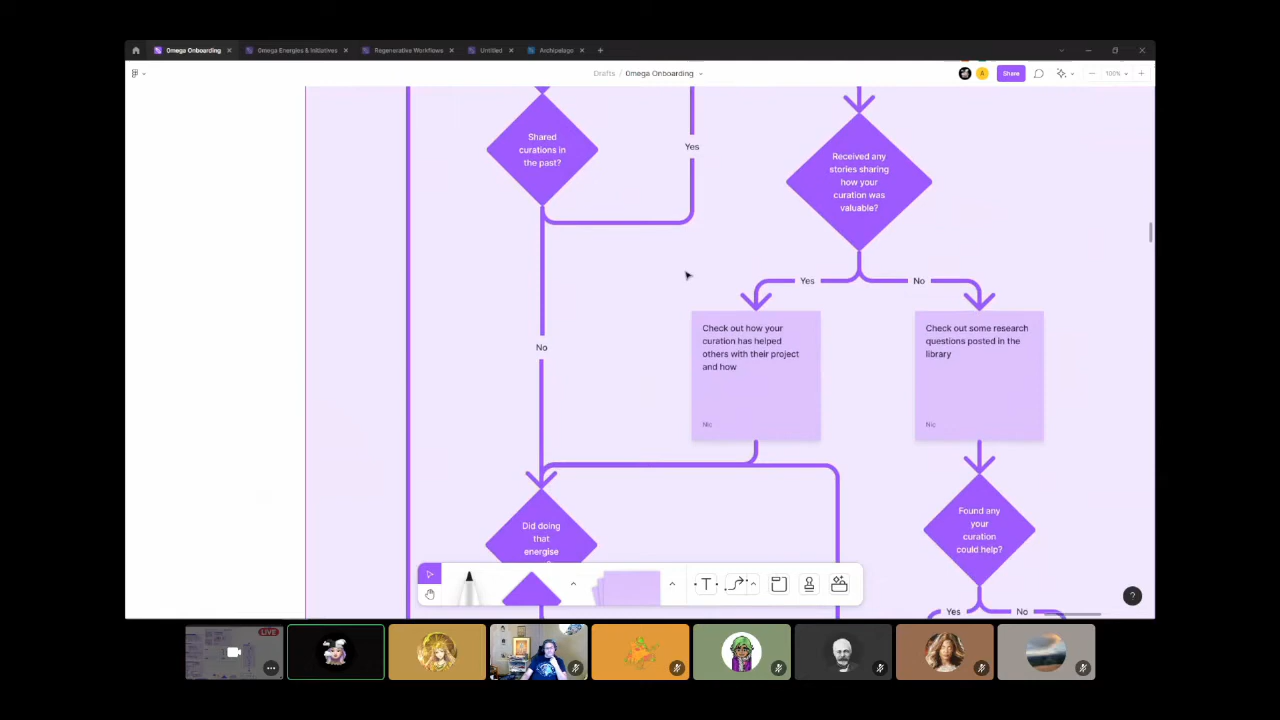 Omega Onboarding
Omega Energies & Initiatives
Regenerative Workflows
Untitled
Archipelago
Drafts / Omega Onboarding
A
Share
100%
Shared
curations in
the past?
Yes
Received any
stories sharing
how your
curation was
valuable?
Yes
No
Check out how your
curation has helped
others with their project
and how
Nic
Check out some research
questions posted in the
library
Nic
No
Did doing
that
energise
Found any
your
curation
could help?
Yes
No
T
?
LIVE